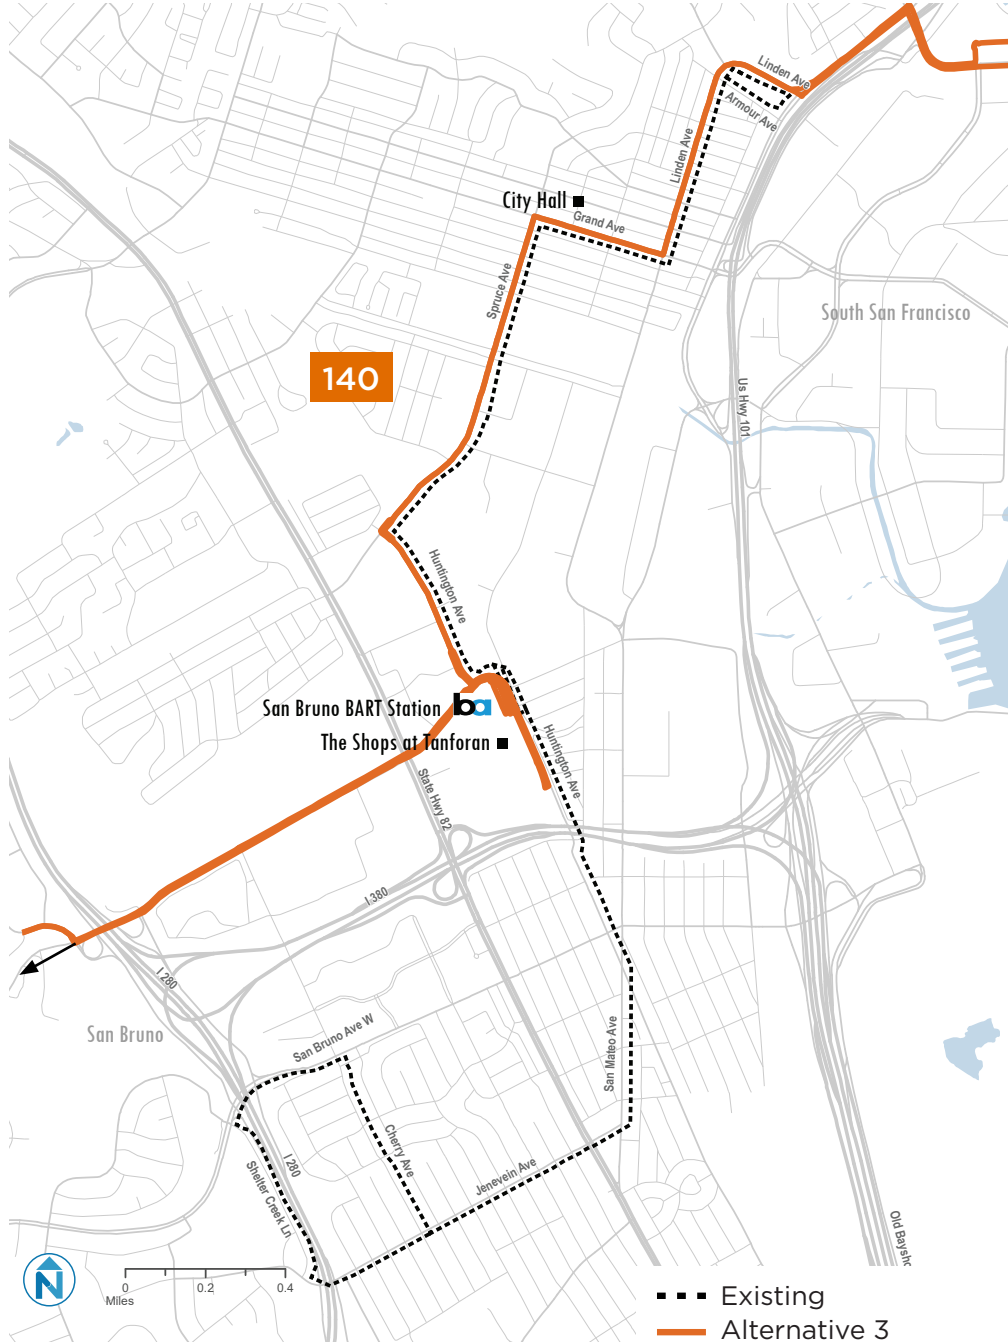 Linden Ave
Armour Ave
Linden Ave
City Hall
Grand Ave
Spruce Ave
South San Francisco
140
Us Hwy 101
Huntington Ave
San Bruno BART Station
ba
The Shops at Tanforan
Huntington Ave
State Hwy 82
I 380
I 280
San Bruno
San Bruno Ave W
San Mateo Ave
Cherry Ave
I 280
Jenevein Ave
Shelter Creek Ln
Old Baysho
N
0 0.2 0.4
Miles
Existing
Alternative 3